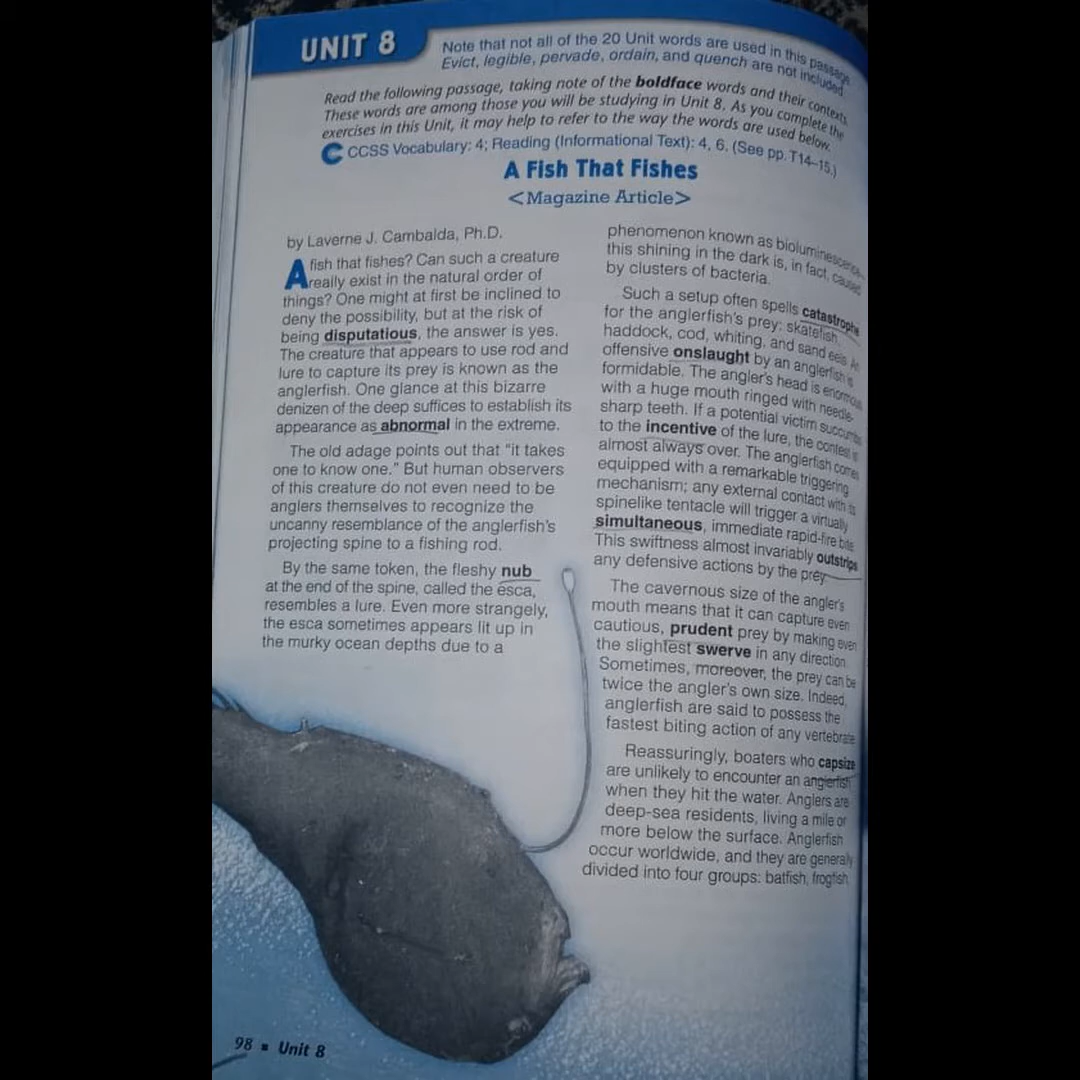 UNIT 8
Note that not all of the 20 Unit words are used in this passage.
Evict, legible, pervade, ordain, and quench are not included.
Read the following passage, taking note of the boldface words and their contexts.
These words are among those you will be studying in Unit 8. As you complete the
exercises in this Unit, it may help to refer to the way the words are used below.
CCSS Vocabulary: 4; Reading (Informational Text): 4, 6. (See pp. T14–15.)
A Fish That Fishes
<Magazine Article>
by Laverne J. Cambalda, Ph.D.
A fish that fishes? Can such a creature
really exist in the natural order of
things? One might at first be inclined to
deny the possibility, but at the risk of
being disputatious, the answer is yes.
The creature that appears to use rod and
lure to capture its prey is known as the
anglerfish. One glance at this bizarre
denizen of the deep suffices to establish its
appearance as abnormal in the extreme.
The old adage points out that “it takes
one to know one.” But human observers
of this creature do not even need to be
anglers themselves to recognize the
uncanny resemblance of the anglerfish’s
projecting spine to a fishing rod.
By the same token, the fleshy nub
at the end of the spine, called the esca,
resembles a lure. Even more strangely,
the esca sometimes appears lit up in
the murky ocean depths due to a
phenomenon known as bioluminescence—
this shining in the dark is, in fact, caused
by clusters of bacteria.
Such a setup often spells catastrophe
for the anglerfish’s prey: skatefish,
haddock, cod, whiting, and sand eels. An
offensive onslaught by an anglerfish is
formidable. The angler’s head is enormous
with a huge mouth ringed with needle-
sharp teeth. If a potential victim succumbs
to the incentive of the lure, the contest is
almost always over. The anglerfish comes
equipped with a remarkable triggering
mechanism; any external contact with its
spinelike tentacle will trigger a virtually
simultaneous, immediate rapid-fire bite.
This swiftness almost invariably outstrips
any defensive actions by the prey.
The cavernous size of the angler’s
mouth means that it can capture even
cautious, prudent prey by making even
the slightest swerve in any direction.
Sometimes, moreover, the prey can be
twice the angler’s own size. Indeed,
anglerfish are said to possess the
fastest biting action of any vertebrate.
Reassuringly, boaters who capsize
are unlikely to encounter an anglerfish
when they hit the water. Anglers are
deep-sea residents, living a mile or
more below the surface. Anglerfish
occur worldwide, and they are generally
divided into four groups: batfish, frogfish,
98 ■ Unit 8